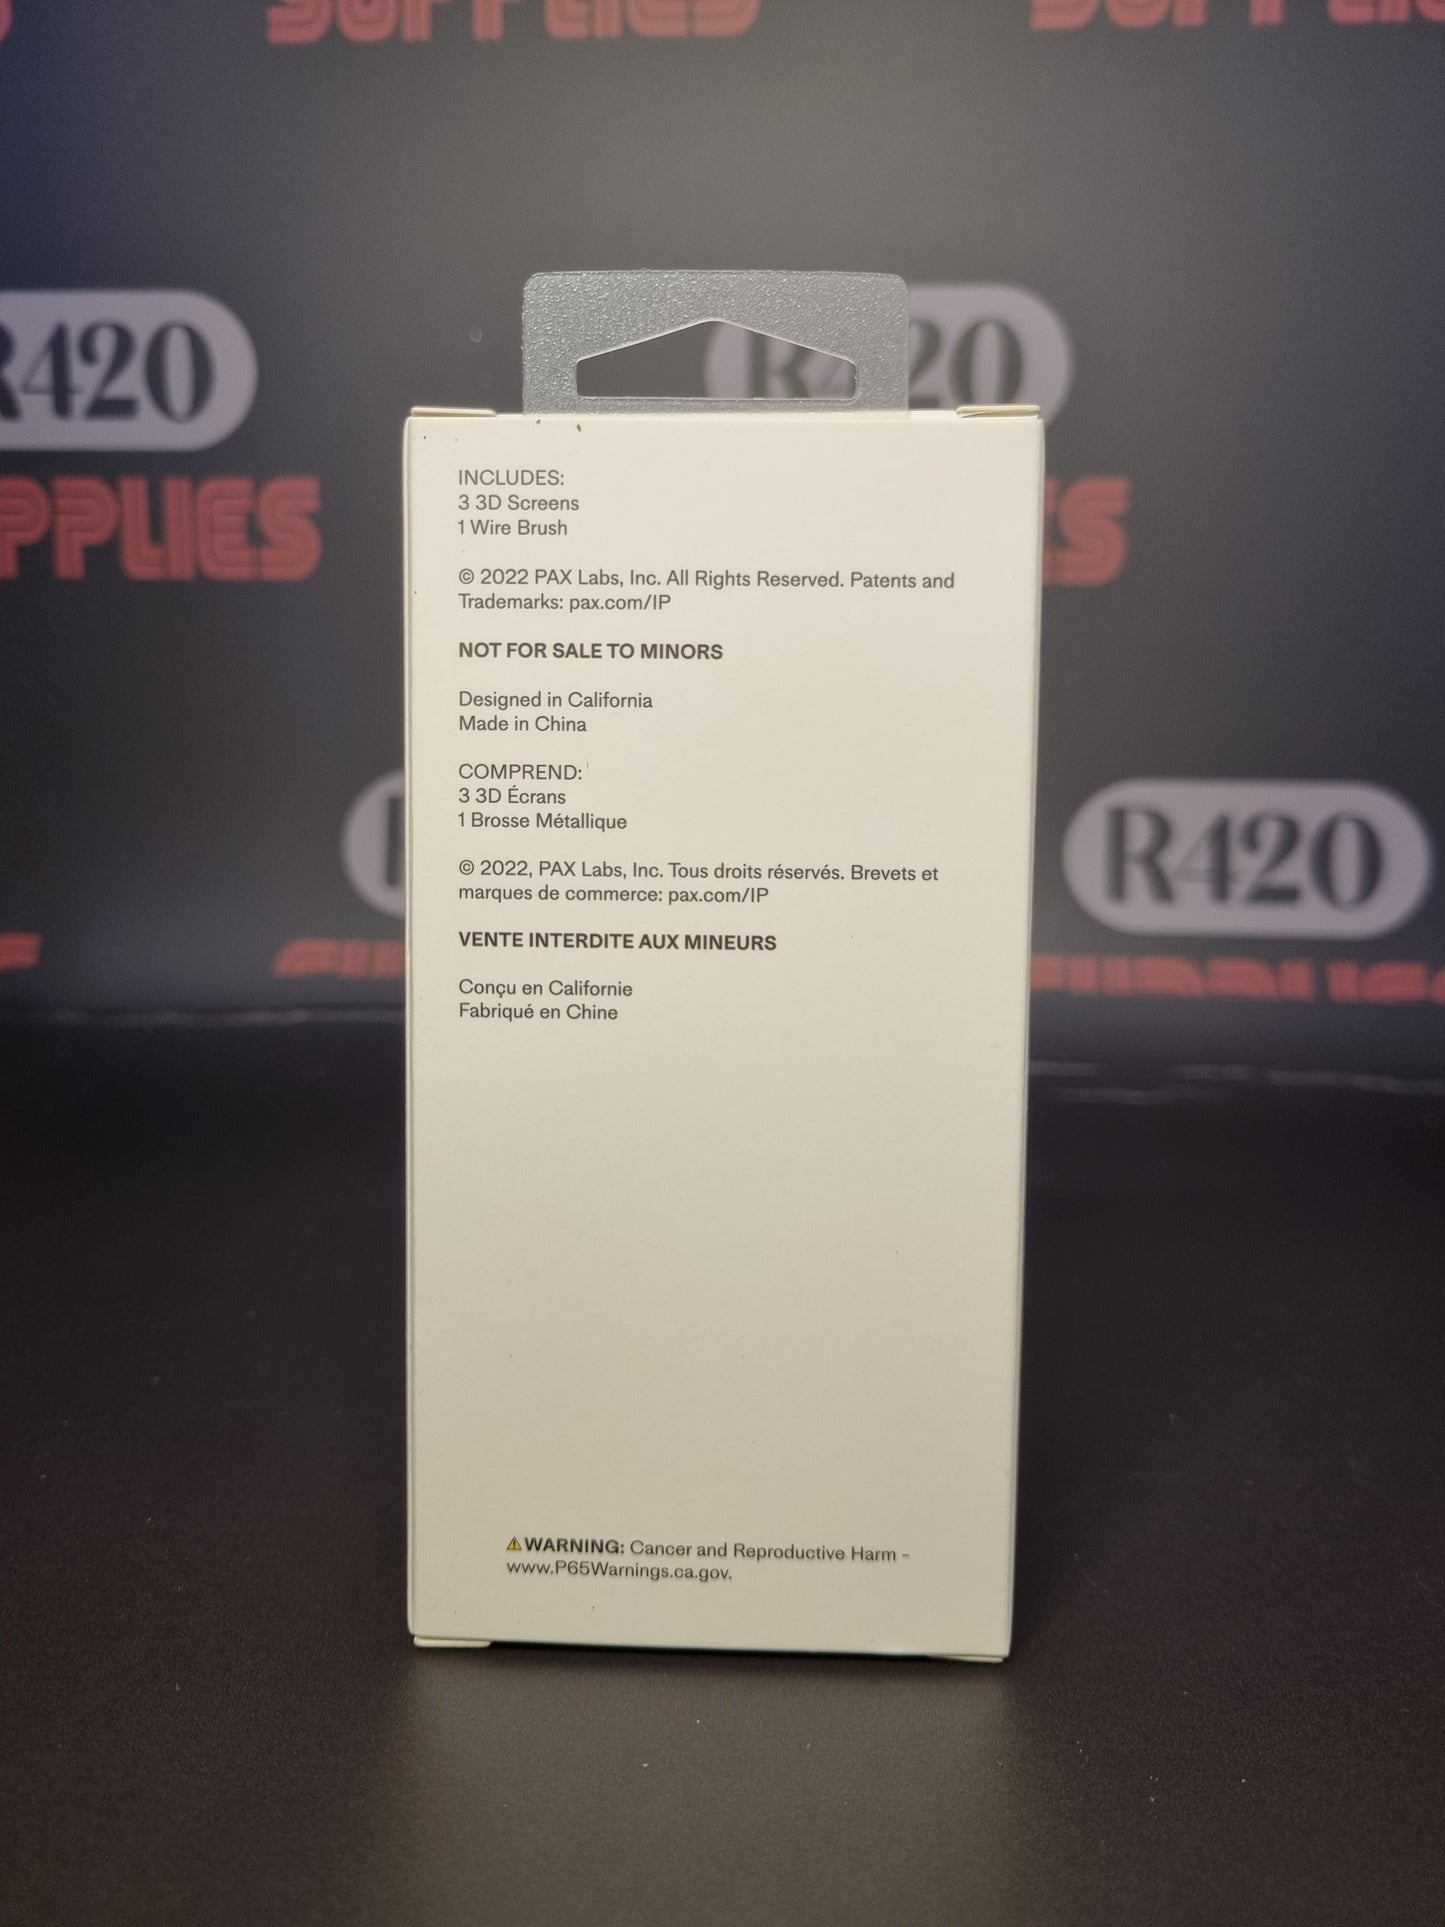 SUPPLIES
SUPPLIES
R420
R420
PPLIES
ES
INCLUDES:
3 3D Screens
1 Wire Brush
© 2022 PAX Labs, Inc. All Rights Reserved. Patents and
Trademarks: pax.com/IP
NOT FOR SALE TO MINORS
Designed in California
Made in China
COMPREND:
3 3D Écrans
1 Brosse Métallique
© 2022, PAX Labs, Inc. Tous droits réservés. Brevets et
marques de commerce: pax.com/IP
VENTE INTERDITE AUX MINEURS
Conçu en Californie
Fabriqué en Chine
R420
SUPPLIES
⚠WARNING: Cancer and Reproductive Harm -
www.P65Warnings.ca.gov.